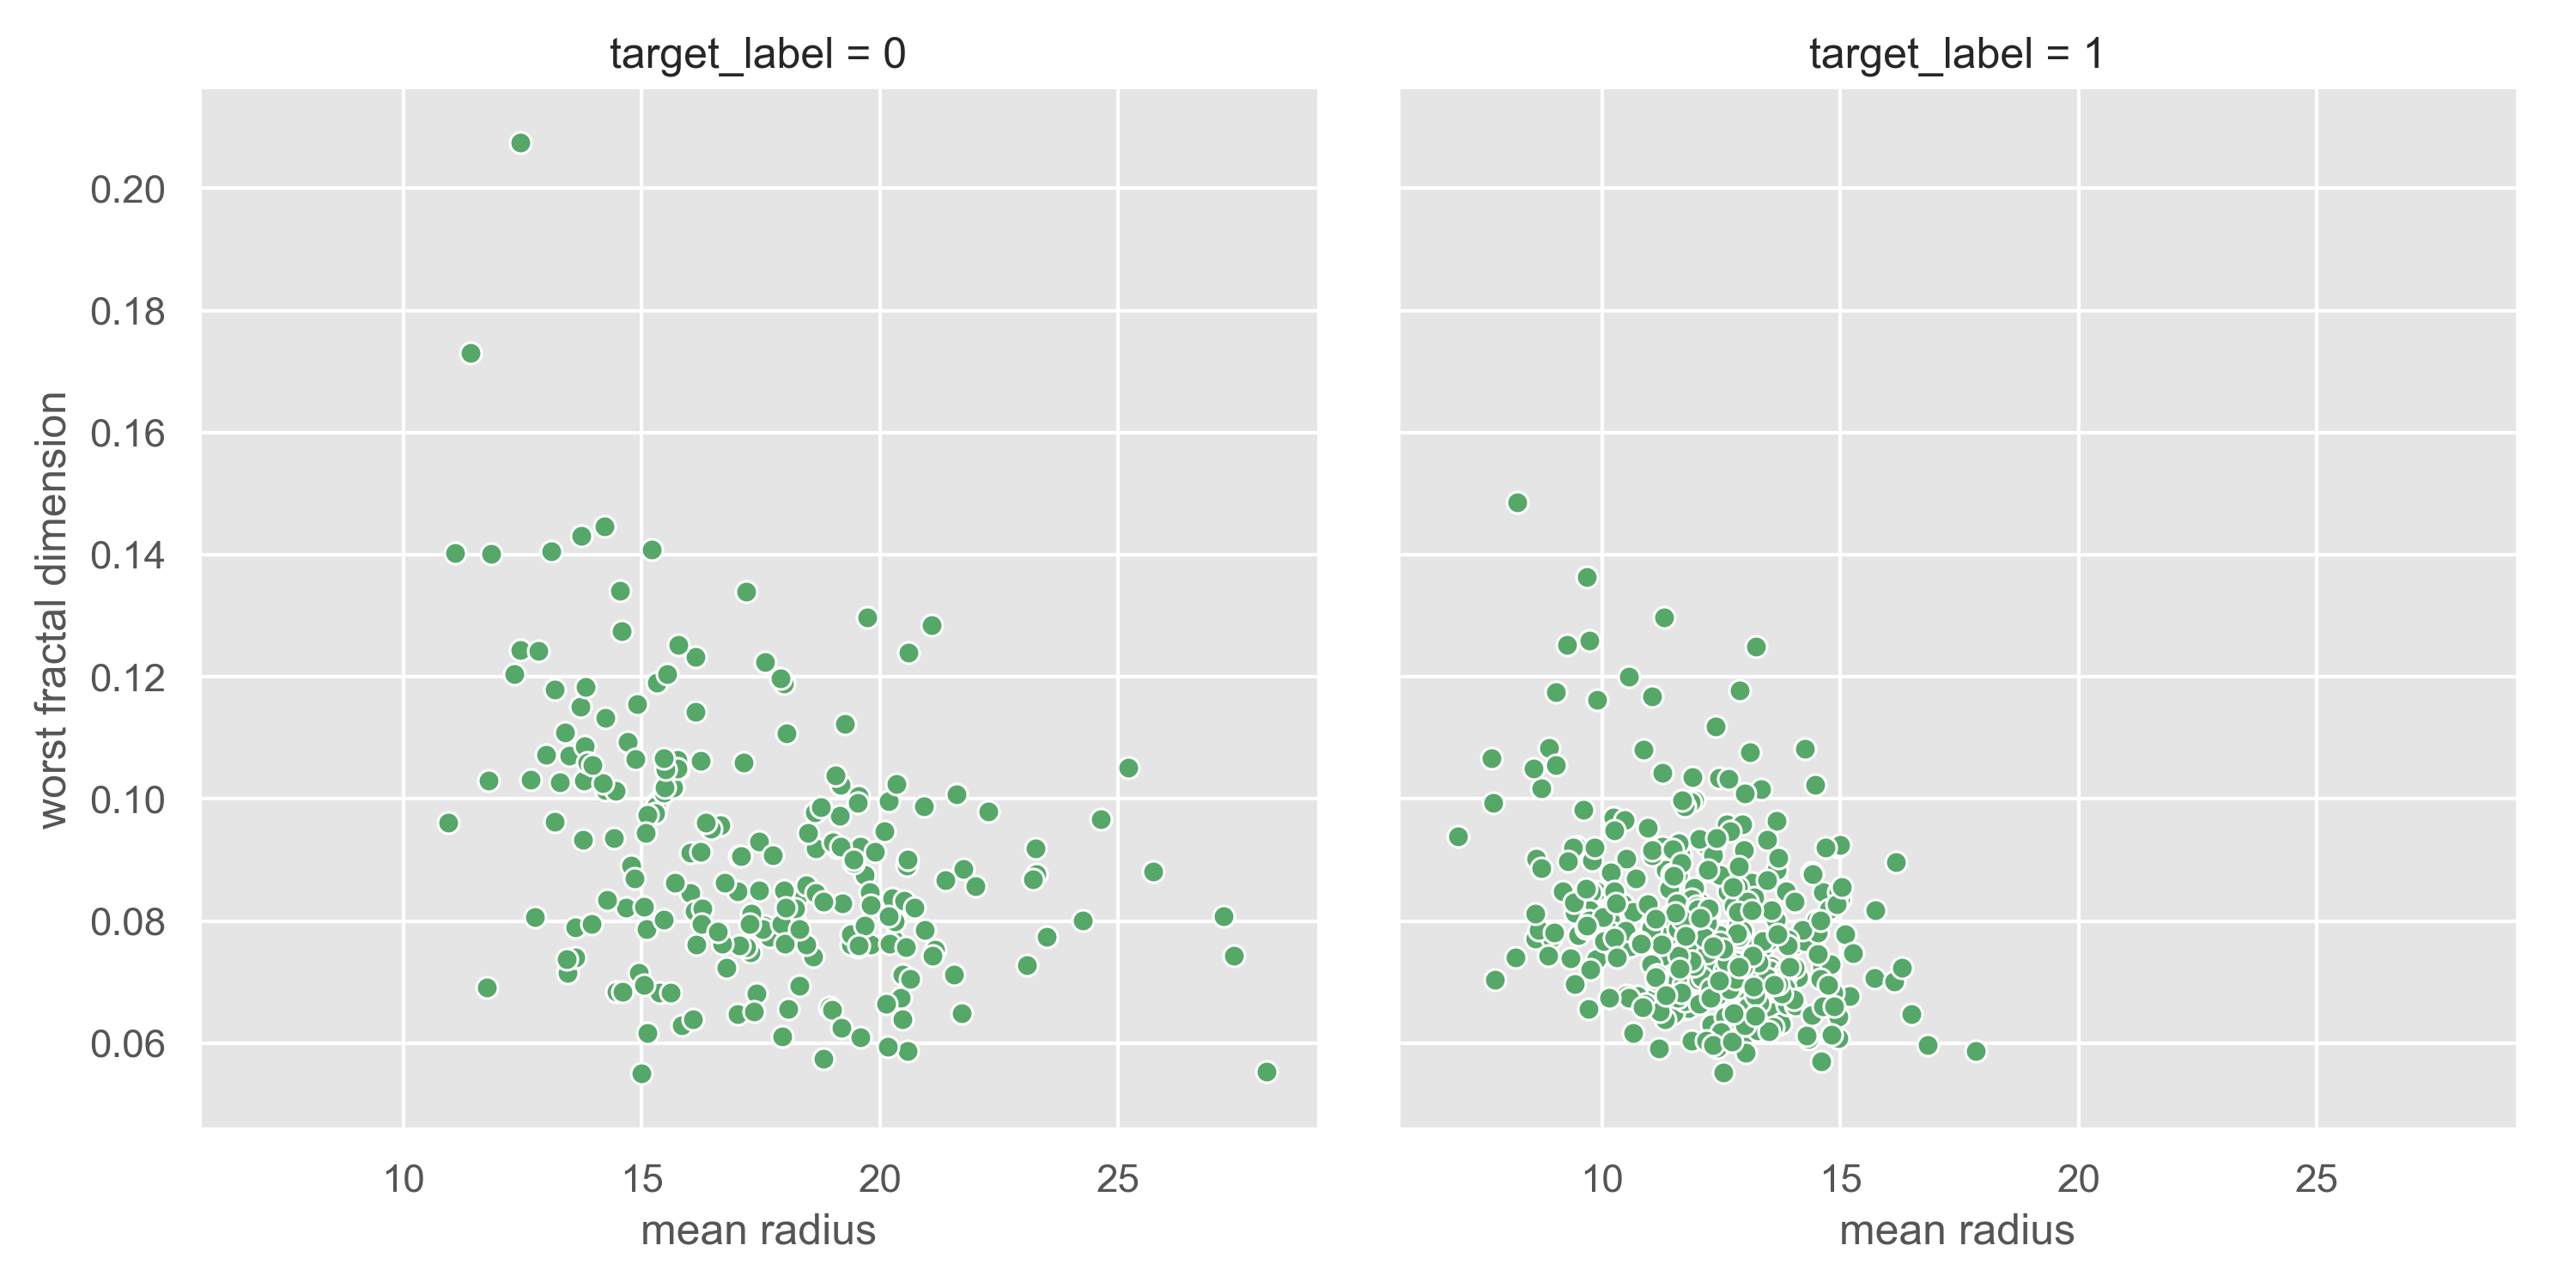 target_label = 0
target_label = 1
worst fractal dimension
0.20
0.18
0.16
0.14
0.12
0.10
0.08
0.06
10 15 20 25
10 15 20 25
mean radius
mean radius